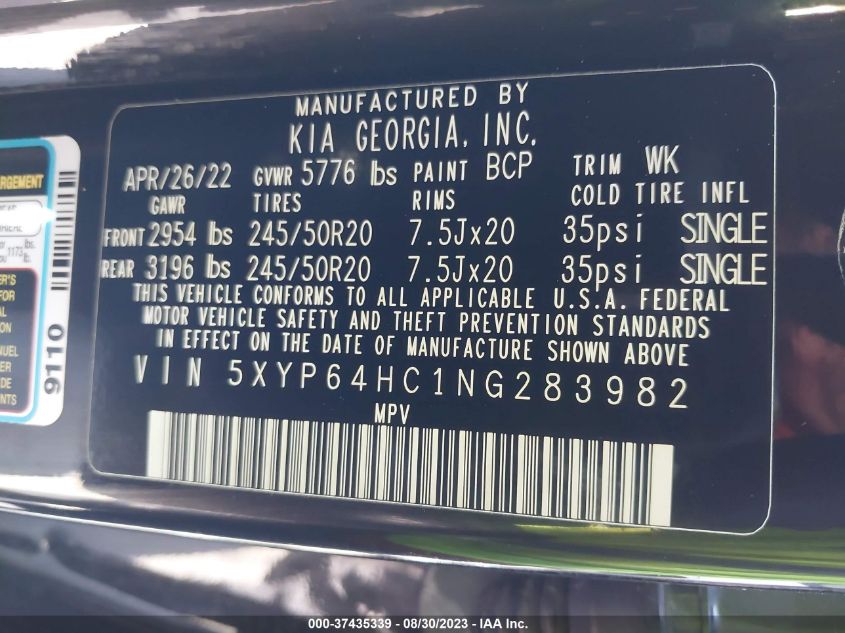 MANUFACTURED BY
KIA GEORGIA, INC.
APR/26/22 GVWR 5776 lbs PAINT BCP TRIM WK
GAWR TIRES RIMS COLD TIRE INFL
FRONT 2954 lbs 245/50R20 7.5Jx20 35psi SINGLE
REAR 3196 lbs 245/50R20 7.5Jx20 35psi SINGLE
THIS VEHICLE CONFORMS TO ALL APPLICABLE U.S.A. FEDERAL
MOTOR VEHICLE SAFETY AND THEFT PREVENTION STANDARDS
IN EFFECT ON THE DATE OF MANUFACTURE SHOWN ABOVE
VIN 5XYP64HC1NG283982
MPV
9110
000-37435339 - 08/30/2023 - IAA Inc.